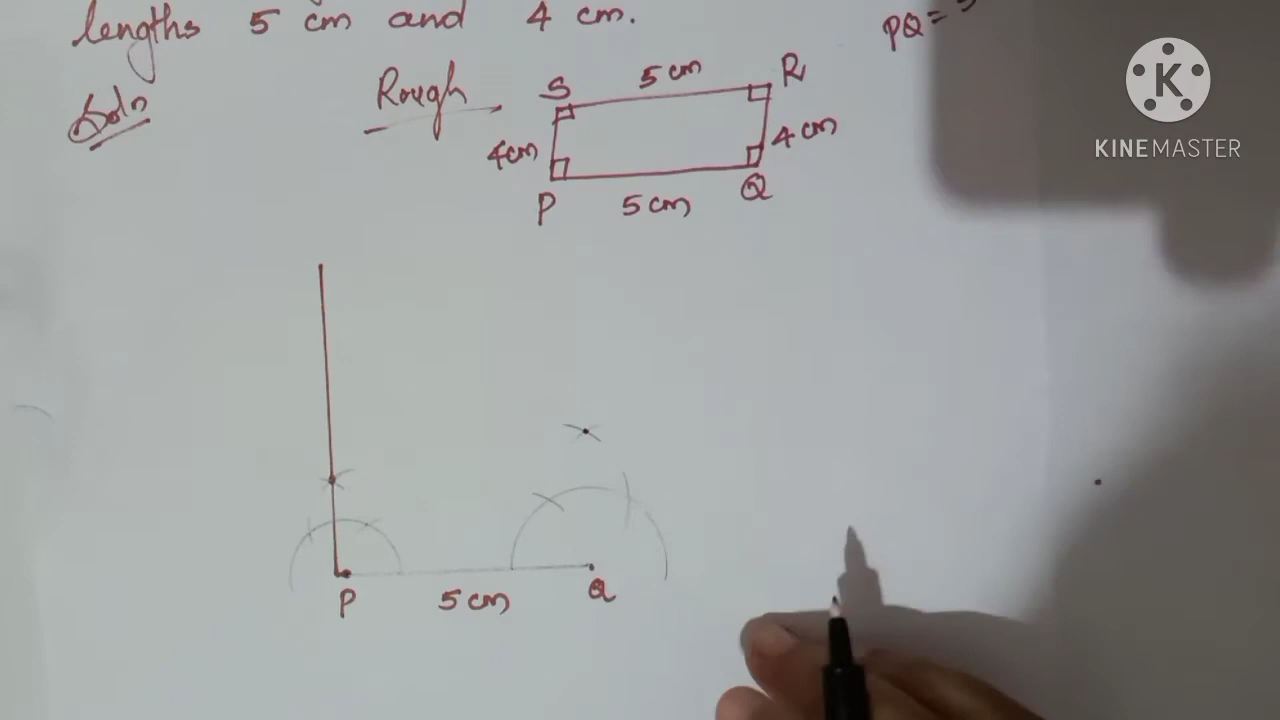 lengths 5 cm and 4 cm.
PQ =
Soln
Rough
S 5 cm R
4cm 4 cm
P 5 cm Q
P 5 cm Q
K
KINEMASTER